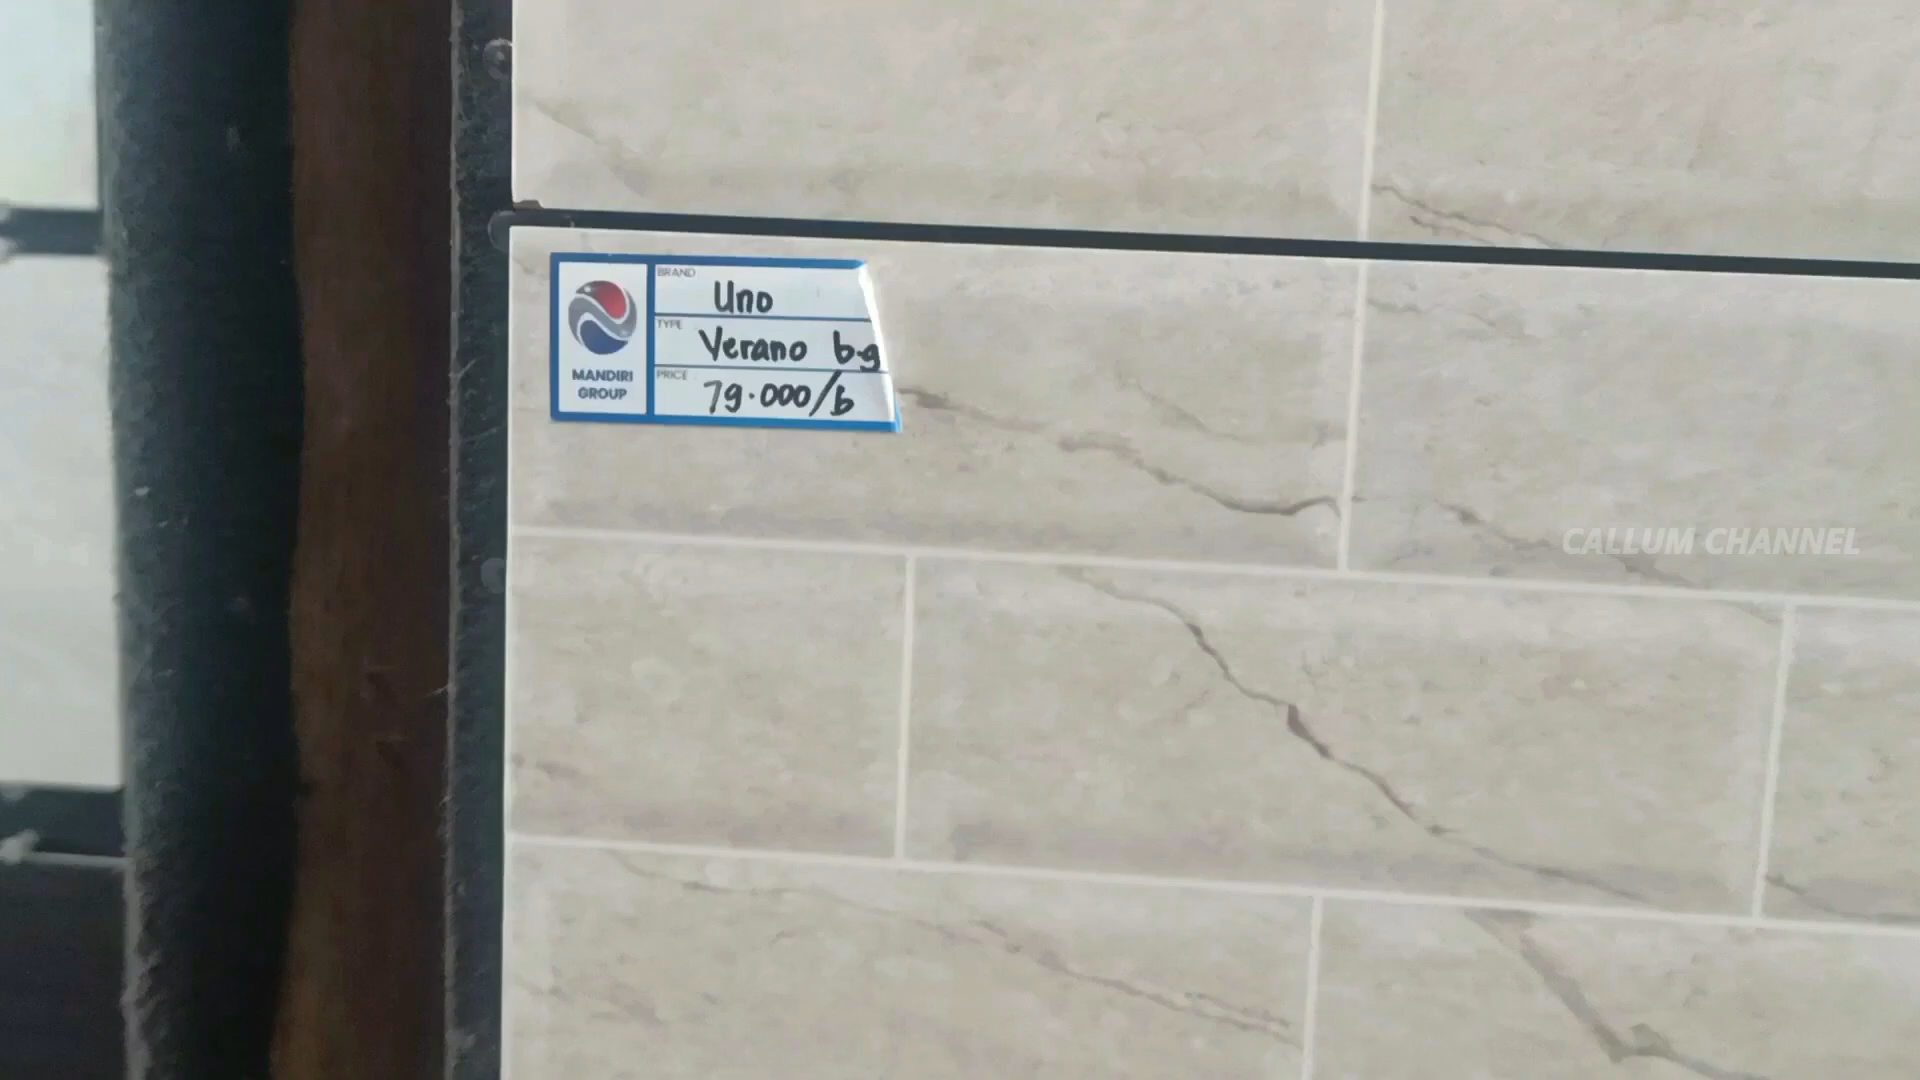 BRAND
Uno
TYPE
Verano b.g
PRICE
79.000/b
MANDIRI
GROUP
CALLUM CHANNEL